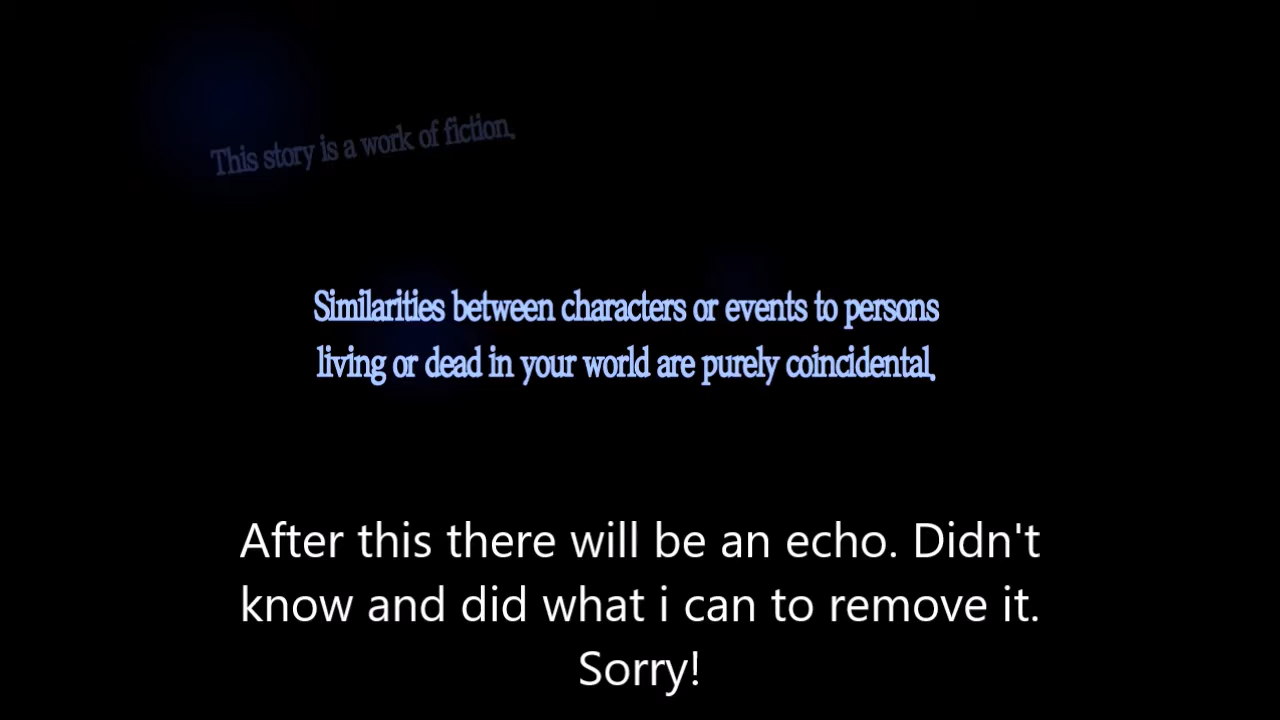 This story is a work of fiction.
Similarities between characters or events to persons
living or dead in your world are purely coincidental.
After this there will be an echo. Didn't
know and did what i can to remove it.
Sorry!